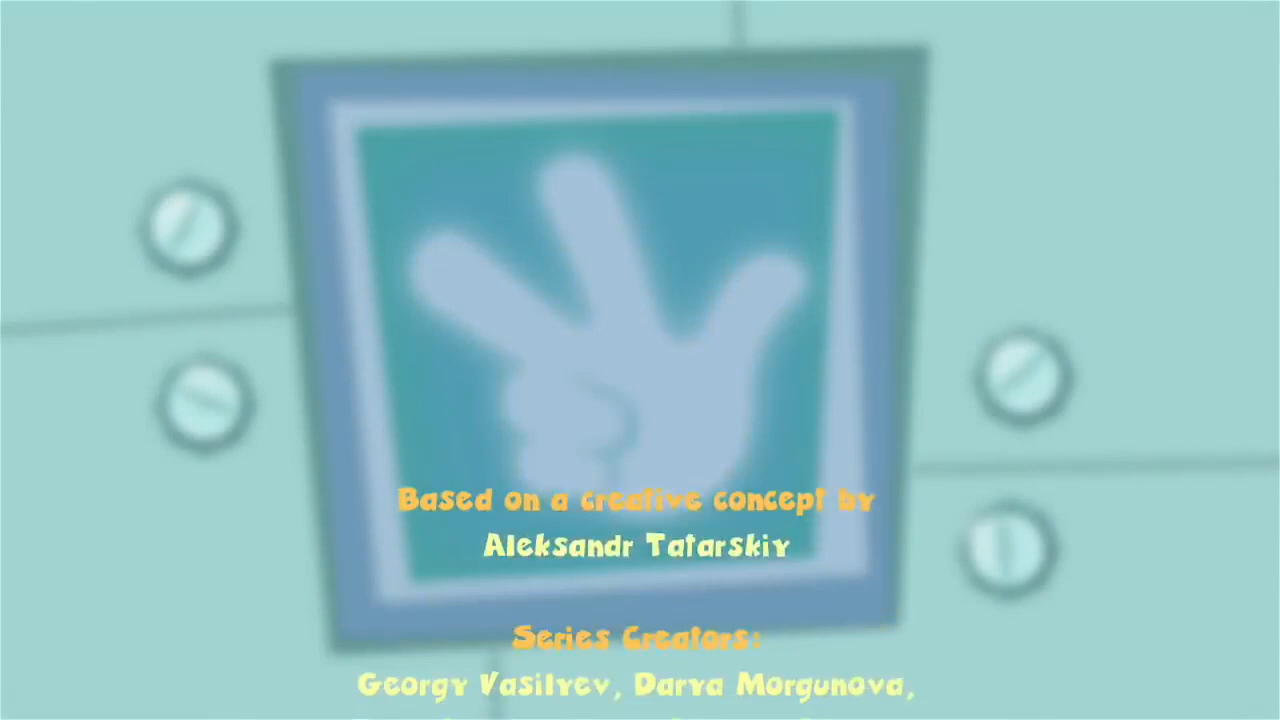 Based on a creative concept by
Aleksandr Tatarskiy
Series Creators:
Georgy Vasilyev, Darya Morgunova,